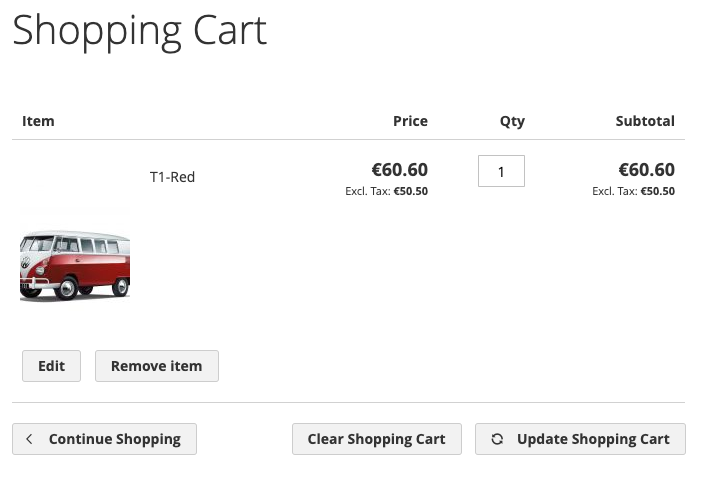 Shopping Cart
Item Price Qty Subtotal
T1-Red €60.60 1 €60.60
Excl. Tax: €50.50 Excl. Tax: €50.50
Edit Remove item
Continue Shopping Clear Shopping Cart Update Shopping Cart